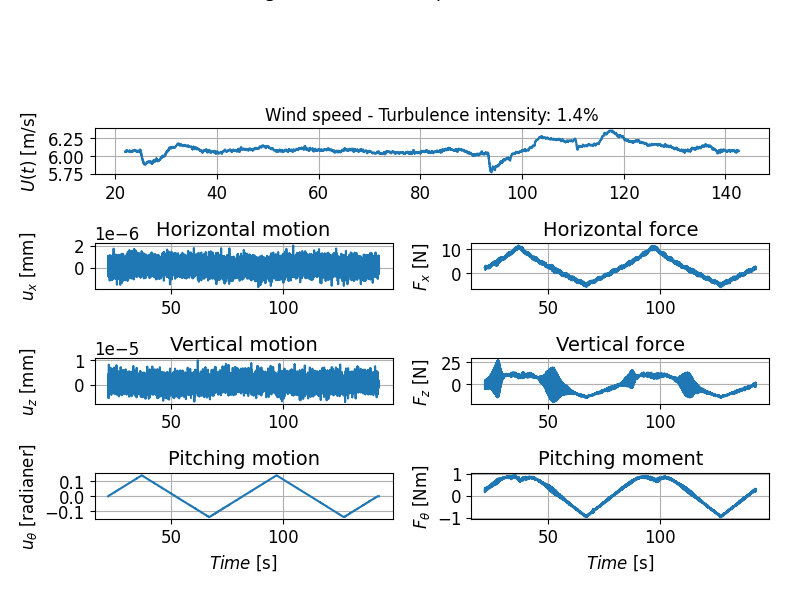 Wind speed - Turbulence intensity: 1.4%
U(t) [m/s]
6.25
6.00
5.75
20 40 60 80 100 120 140
1e−6 Horizontal motion
u_x [mm]
2
0
50 100
Horizontal force
F_x [N]
10
0
50 100
1e−5 Vertical motion
u_z [mm]
1
0
50 100
Vertical force
F_z [N]
25
0
50 100
Pitching motion
u_θ [radianer]
0.1
0.0
−0.1
50 100
Time [s]
Pitching moment
F_θ [Nm]
1
0
−1
50 100
Time [s]